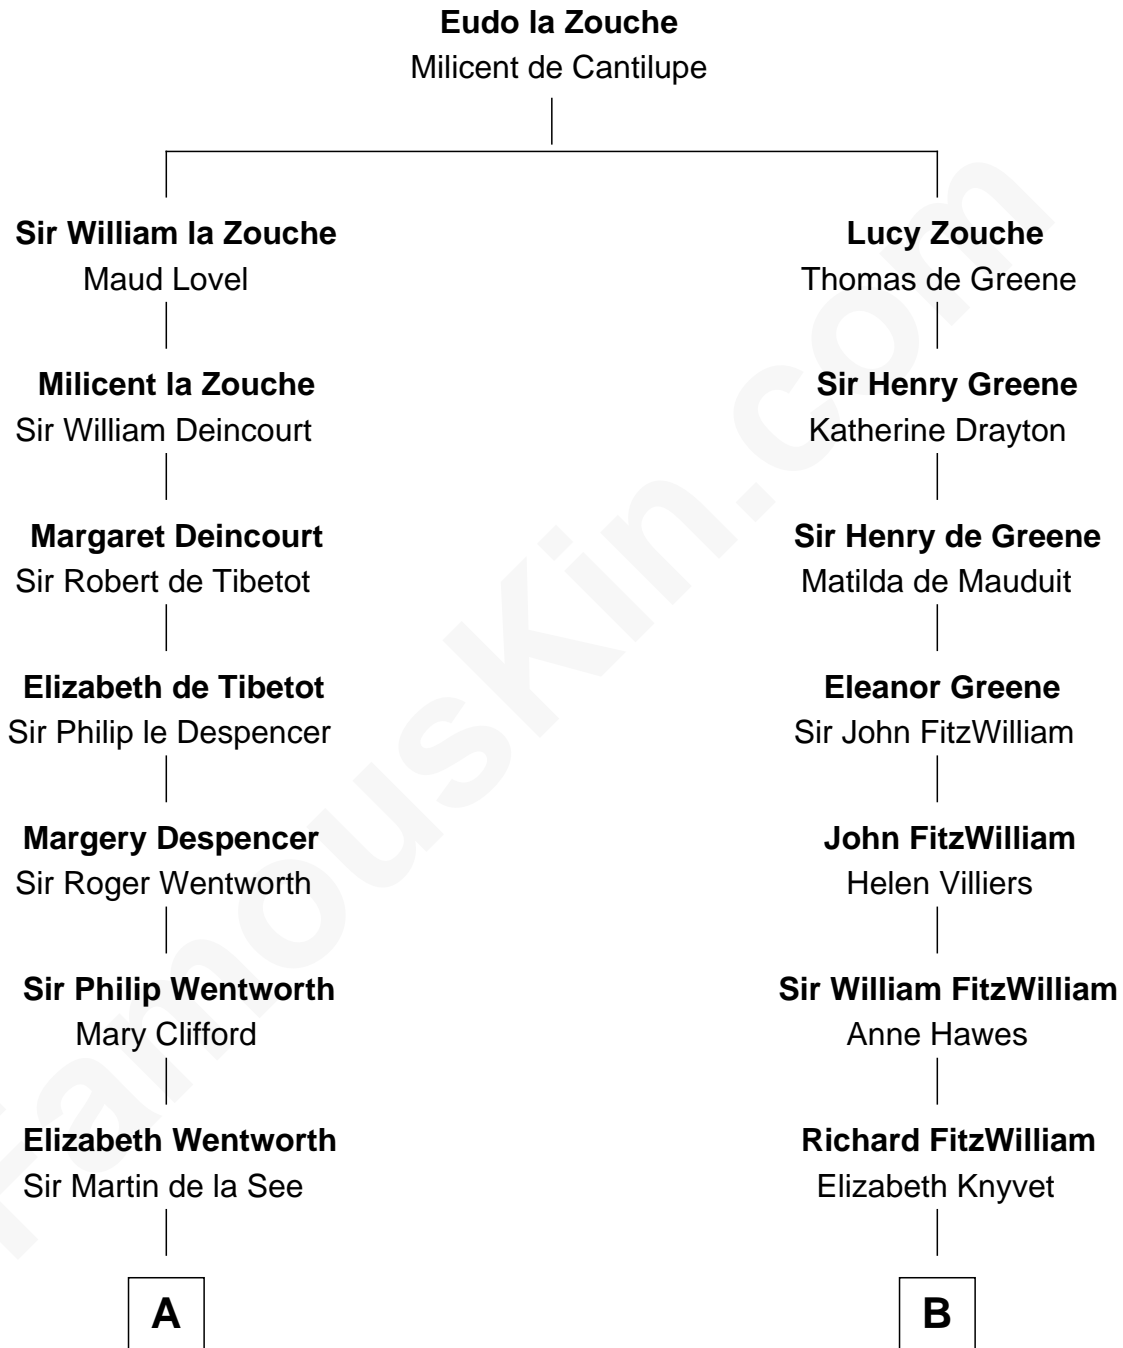 Eudo la Zouche
Milicent de Cantilupe
Sir William la Zouche
Maud Lovel
Milicent la Zouche
Sir William Deincourt
Margaret Deincourt
Sir Robert de Tibetot
Elizabeth de Tibetot
Sir Philip le Despencer
Margery Despencer
Sir Roger Wentworth
Sir Philip Wentworth
Mary Clifford
Elizabeth Wentworth
Sir Martin de la See
A
Lucy Zouche
Thomas de Greene
Sir Henry Greene
Katherine Drayton
Sir Henry de Greene
Matilda de Mauduit
Eleanor Greene
Sir John FitzWilliam
John FitzWilliam
Helen Villiers
Sir William FitzWilliam
Anne Hawes
Richard FitzWilliam
Elizabeth Knyvet
B
FamousKin.com